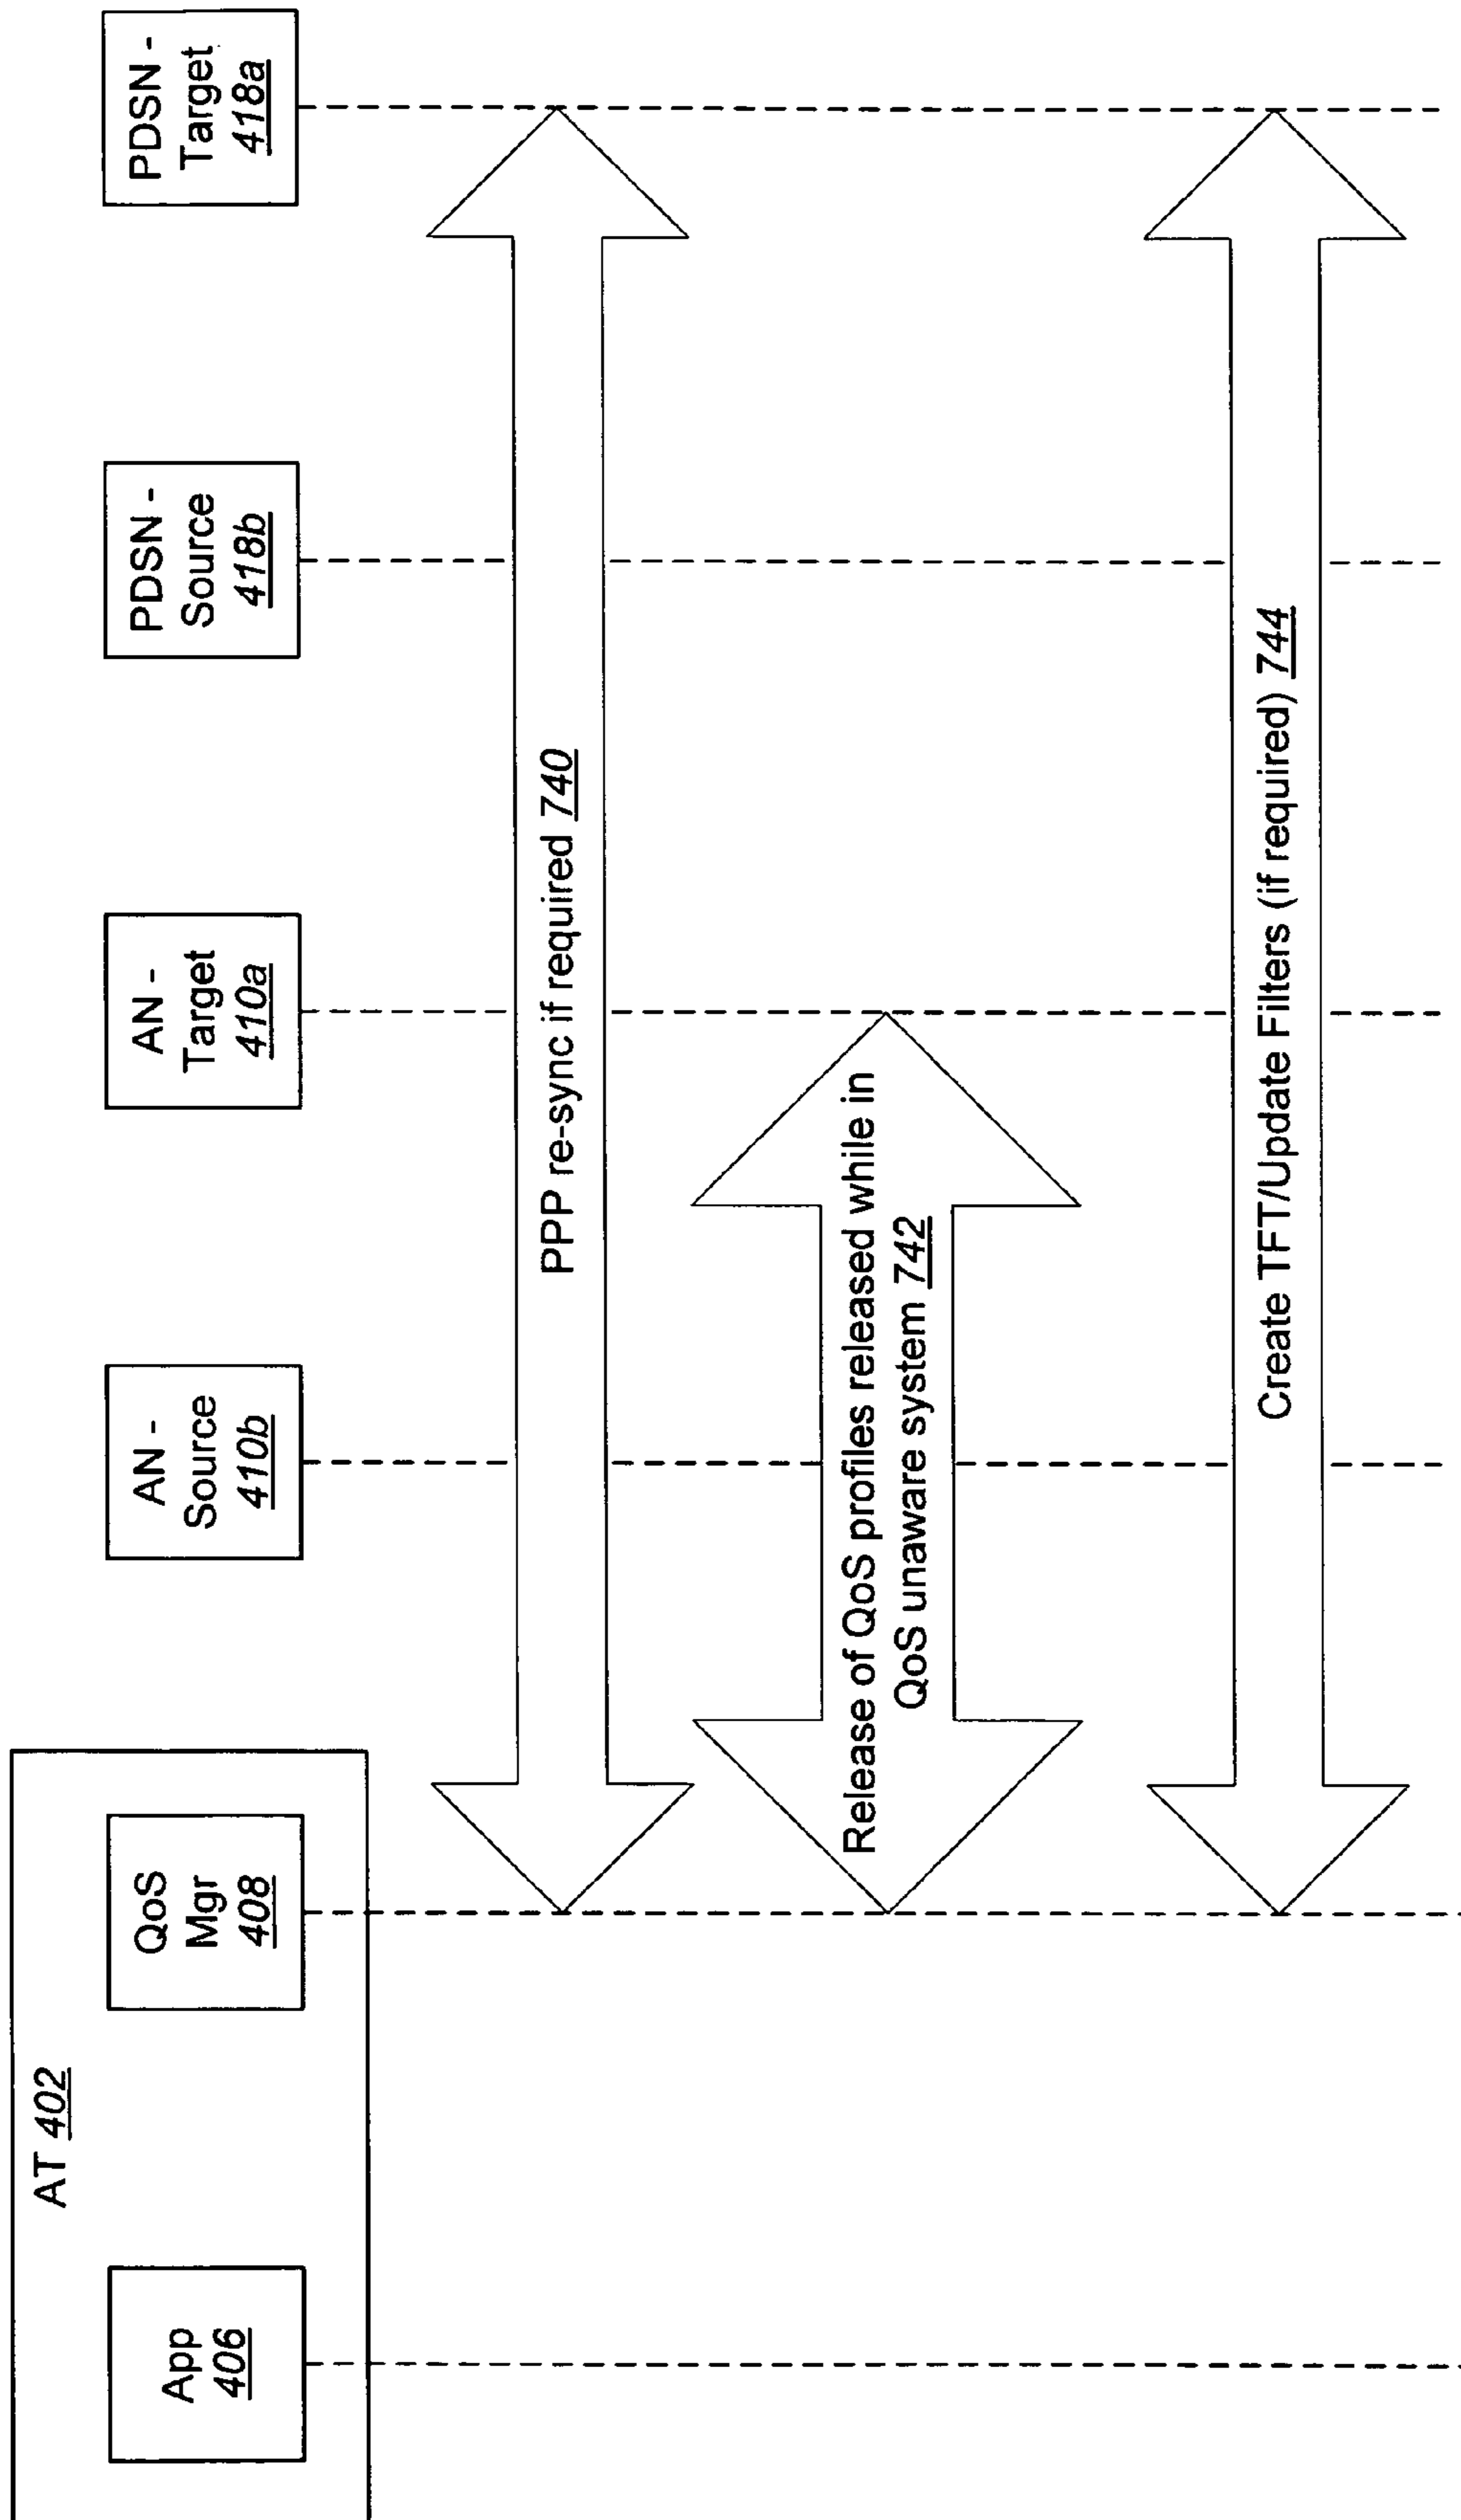 AT 402
App
406
QoS
Mgr
408
AN -
Source
410b
AN -
Target
410a
PDSN -
Source
418b
PDSN -
Target
418a
PPP re-sync if required 740
Release of QoS profiles released while in
QoS unaware system 742
Create TFT/Update Filters (if required) 744